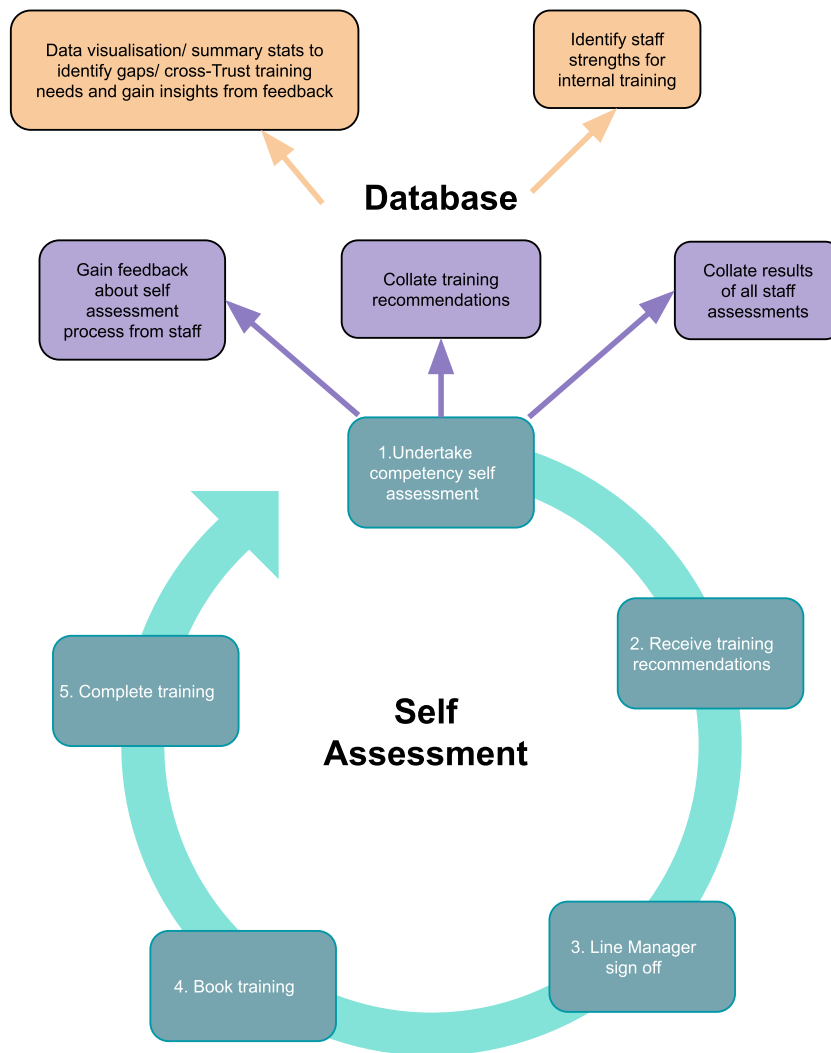 Data visualisation/ summary stats to
identify gaps/ cross-Trust training
needs and gain insights from feedback
Identify staff
strengths for
internal training
Database
Gain feedback
about self
assessment
process from staff
Collate training
recommendations
Collate results
of all staff
assessments
1.Undertake
competency self
assessment
2. Receive training
recommendations
Self
Assessment
5. Complete training
3. Line Manager
sign off
4. Book training